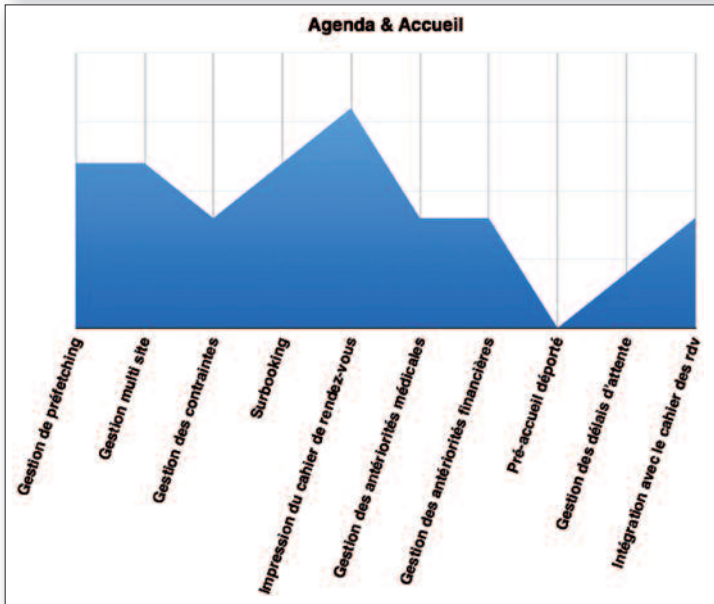 Agenda & Accueil
Gestion de préfetching
Gestion multi site
Gestion des contraintes
Surbooking
Impression du cahier de rendez-vous
Gestion des antériorités médicales
Gestion des antériorités financières
Pré-accueil déporté
Gestion des délais d'attente
Intégration avec le cahier des rdv